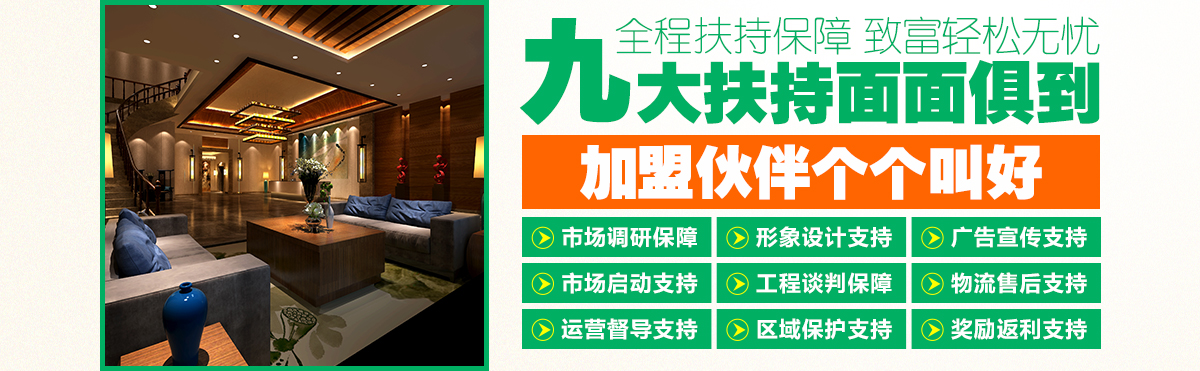 全程扶持保障 致富轻松无忧
九大扶持面面俱到
加盟伙伴个个叫好
市场调研保障 形象设计支持 广告宣传支持
市场启动支持 工程谈判保障 物流售后支持
运营督导支持 区域保护支持 奖励返利支持